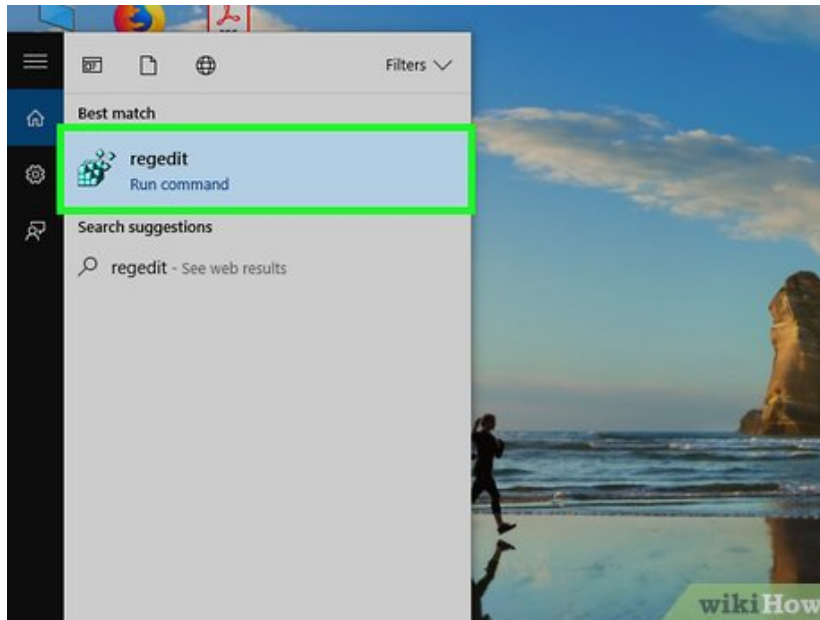 Filters
Best match
regedit
Run command
Search suggestions
regedit - See web results
wikiHow